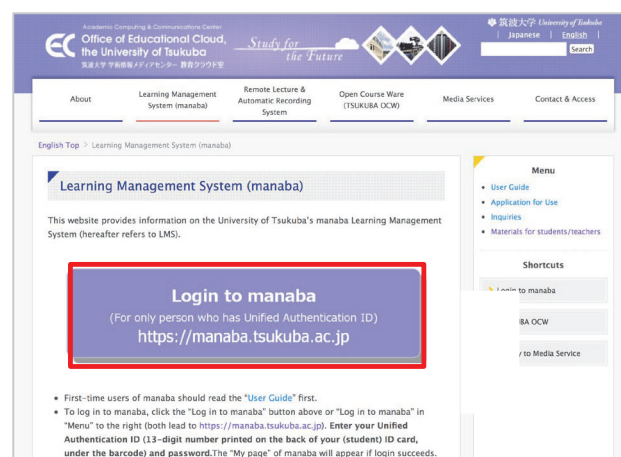 Academic Computing & Communications Center
Office of Educational Cloud,
the University of Tsukuba
筑波大学 学術情報メディアセンター 教育クラウド室
Study for
the Future
筑波大学 University of Tsukuba
| Japanese | English |
Search
About
Learning Management
System (manaba)
Remote Lecture &
Automatic Recording
System
Open Course Ware
(TSUKUBA OCW)
Media Services
Contact & Access
English Top > Learning Management System (manaba)
Learning Management System (manaba)
This website provides information on the University of Tsukuba's manaba Learning Management
System (hereafter refers to LMS).
Login to manaba
(For only person who has Unified Authentication ID)
https://manaba.tsukuba.ac.jp
• First-time users of manaba should read the "User Guide" first.
• To log in to manaba, click the "Log in to manaba" button above or "Log in to manaba" in
"Menu" to the right (both lead to https://manaba.tsukuba.ac.jp). Enter your Unified
Authentication ID (13-digit number printed on the back of your (student) ID card,
under the barcode) and password.The "My page" of manaba will appear if login succeeds.
Menu
• User Guide
• Application for Use
• Inquiries
• Materials for students/teachers
Shortcuts
Login to manaba
BA OCW
y to Media Service